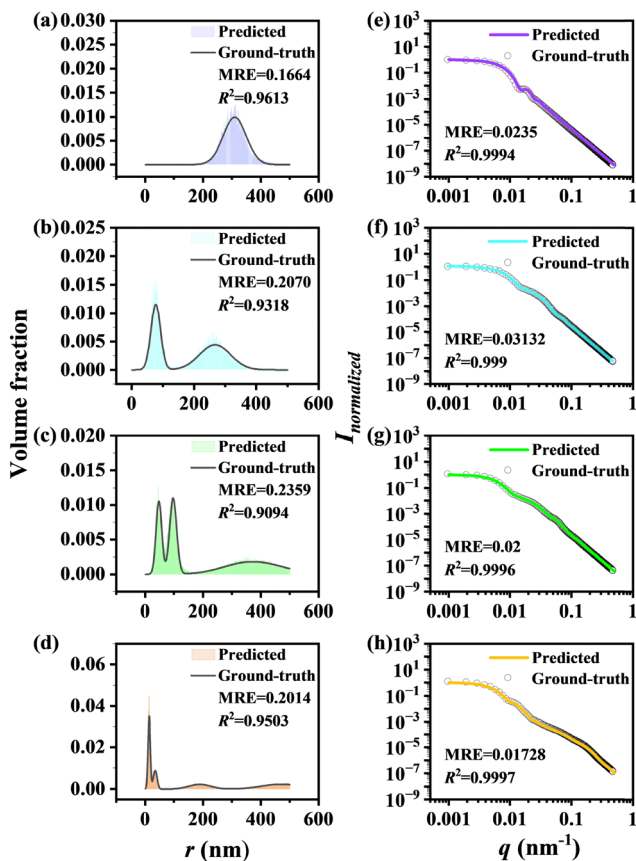 (a)
0.030
0.025
0.020
0.015
0.010
0.005
0.000
Predicted
Ground-truth
MRE=0.1664
R²=0.9613
0 200 400 600
(b)
0.025
0.020
0.015
0.010
0.005
0.000
Predicted
Ground-truth
MRE=0.2070
R²=0.9318
0 200 400 600
(c)
0.020
0.015
0.010
0.005
0.000
Predicted
Ground-truth
MRE=0.2359
R²=0.9094
0 200 400 600
(d)
0.06
0.04
0.02
0.00
Predicted
Ground-truth
MRE=0.2014
R²=0.9503
0 200 400 600
Volume fraction
r (nm)
(e)
10³
10¹
10⁻¹
10⁻³
10⁻⁵
10⁻⁷
10⁻⁹
Predicted
Ground-truth
MRE=0.0235
R²=0.9994
0.001 0.01 0.1 1
(f)
10³
10¹
10⁻¹
10⁻³
10⁻⁵
10⁻⁷
10⁻⁹
Predicted
Ground-truth
MRE=0.03132
R²=0.999
0.001 0.01 0.1 1
(g)
10³
10¹
10⁻¹
10⁻³
10⁻⁵
10⁻⁷
10⁻⁹
Predicted
Ground-truth
MRE=0.02
R²=0.9996
0.001 0.01 0.1 1
(h)
10³
10¹
10⁻¹
10⁻³
10⁻⁵
10⁻⁷
10⁻⁹
Predicted
Ground-truth
MRE=0.01728
R²=0.9997
0.001 0.01 0.1 1
I normalized
q (nm⁻¹)